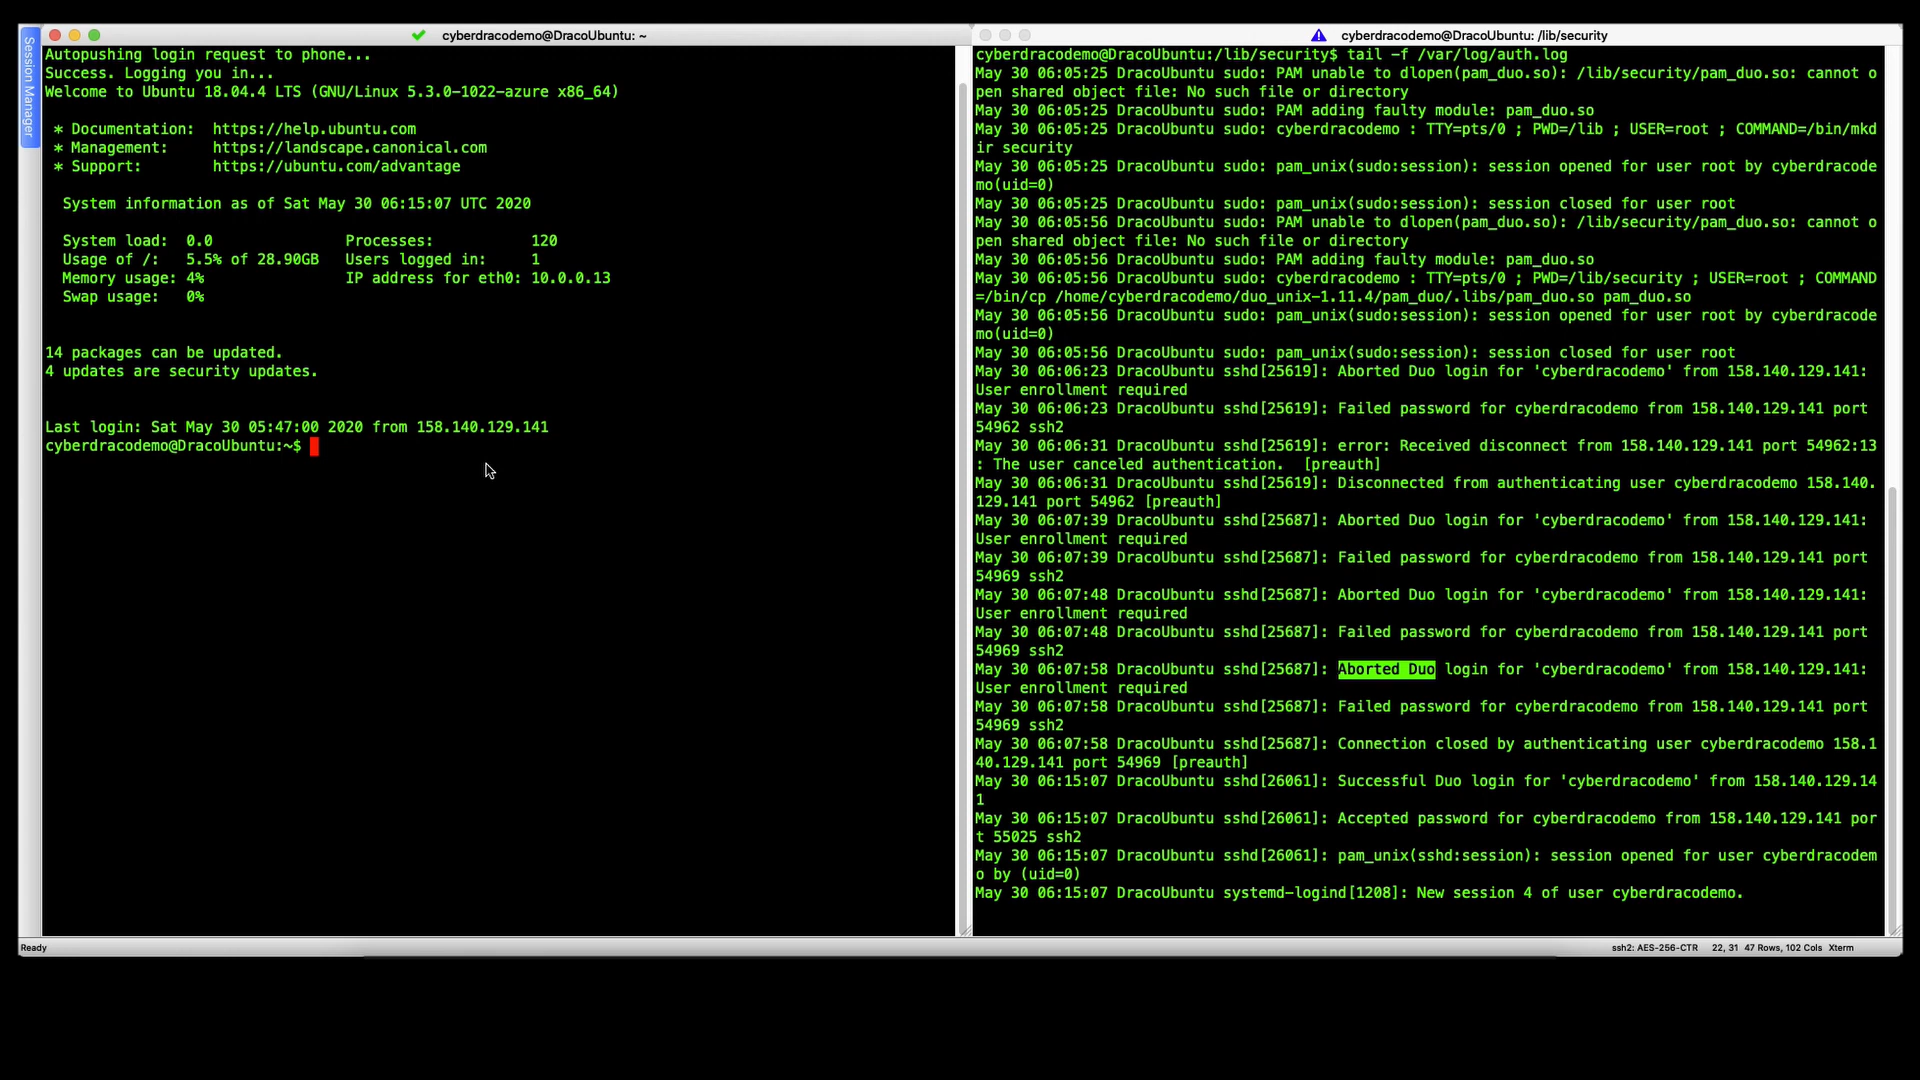 Session Manager
cyberdracodemo@DracoUbuntu: ~
Autopushing login request to phone...
Success. Logging you in...
Welcome to Ubuntu 18.04.4 LTS (GNU/Linux 5.3.0-1022-azure x86_64)
* Documentation:  https://help.ubuntu.com
* Management:     https://landscape.canonical.com
* Support:        https://ubuntu.com/advantage
System information as of Sat May 30 06:15:07 UTC 2020
System load:  0.0               Processes:           120
Usage of /:   5.5% of 28.90GB   Users logged in:     1
Memory usage: 4%                IP address for eth0: 10.0.0.13
Swap usage:   0%
14 packages can be updated.
4 updates are security updates.
Last login: Sat May 30 05:47:00 2020 from 158.140.129.141
cyberdracodemo@DracoUbuntu:~$
cyberdracodemo@DracoUbuntu: /lib/security
cyberdracodemo@DracoUbuntu:/lib/security$ tail -f /var/log/auth.log
May 30 06:05:25 DracoUbuntu sudo: PAM unable to dlopen(pam_duo.so): /lib/security/pam_duo.so: cannot o
pen shared object file: No such file or directory
May 30 06:05:25 DracoUbuntu sudo: PAM adding faulty module: pam_duo.so
May 30 06:05:25 DracoUbuntu sudo: cyberdracodemo : TTY=pts/0 ; PWD=/lib ; USER=root ; COMMAND=/bin/mkd
ir security
May 30 06:05:25 DracoUbuntu sudo: pam_unix(sudo:session): session opened for user root by cyberdracode
mo(uid=0)
May 30 06:05:25 DracoUbuntu sudo: pam_unix(sudo:session): session closed for user root
May 30 06:05:56 DracoUbuntu sudo: PAM unable to dlopen(pam_duo.so): /lib/security/pam_duo.so: cannot o
pen shared object file: No such file or directory
May 30 06:05:56 DracoUbuntu sudo: PAM adding faulty module: pam_duo.so
May 30 06:05:56 DracoUbuntu sudo: cyberdracodemo : TTY=pts/0 ; PWD=/lib/security ; USER=root ; COMMAND
=/bin/cp /home/cyberdracodemo/duo_unix-1.11.4/pam_duo/.libs/pam_duo.so pam_duo.so
May 30 06:05:56 DracoUbuntu sudo: pam_unix(sudo:session): session opened for user root by cyberdracode
mo(uid=0)
May 30 06:05:56 DracoUbuntu sudo: pam_unix(sudo:session): session closed for user root
May 30 06:06:23 DracoUbuntu sshd[25619]: Aborted Duo login for 'cyberdracodemo' from 158.140.129.141:
User enrollment required
May 30 06:06:23 DracoUbuntu sshd[25619]: Failed password for cyberdracodemo from 158.140.129.141 port
54962 ssh2
May 30 06:06:31 DracoUbuntu sshd[25619]: error: Received disconnect from 158.140.129.141 port 54962:13
: The user canceled authentication.  [preauth]
May 30 06:06:31 DracoUbuntu sshd[25619]: Disconnected from authenticating user cyberdracodemo 158.140.
129.141 port 54962 [preauth]
May 30 06:07:39 DracoUbuntu sshd[25687]: Aborted Duo login for 'cyberdracodemo' from 158.140.129.141:
User enrollment required
May 30 06:07:39 DracoUbuntu sshd[25687]: Failed password for cyberdracodemo from 158.140.129.141 port
54969 ssh2
May 30 06:07:48 DracoUbuntu sshd[25687]: Aborted Duo login for 'cyberdracodemo' from 158.140.129.141:
User enrollment required
May 30 06:07:48 DracoUbuntu sshd[25687]: Failed password for cyberdracodemo from 158.140.129.141 port
54969 ssh2
May 30 06:07:58 DracoUbuntu sshd[25687]: Aborted Duo login for 'cyberdracodemo' from 158.140.129.141:
User enrollment required
May 30 06:07:58 DracoUbuntu sshd[25687]: Failed password for cyberdracodemo from 158.140.129.141 port
54969 ssh2
May 30 06:07:58 DracoUbuntu sshd[25687]: Connection closed by authenticating user cyberdracodemo 158.1
40.129.141 port 54969 [preauth]
May 30 06:15:07 DracoUbuntu sshd[26061]: Successful Duo login for 'cyberdracodemo' from 158.140.129.14
1
May 30 06:15:07 DracoUbuntu sshd[26061]: Accepted password for cyberdracodemo from 158.140.129.141 por
t 55025 ssh2
May 30 06:15:07 DracoUbuntu sshd[26061]: pam_unix(sshd:session): session opened for user cyberdracodem
o by (uid=0)
May 30 06:15:07 DracoUbuntu systemd-logind[1208]: New session 4 of user cyberdracodemo.
Ready
ssh2: AES-256-CTR   22, 31  47 Rows, 102 Cols  Xterm